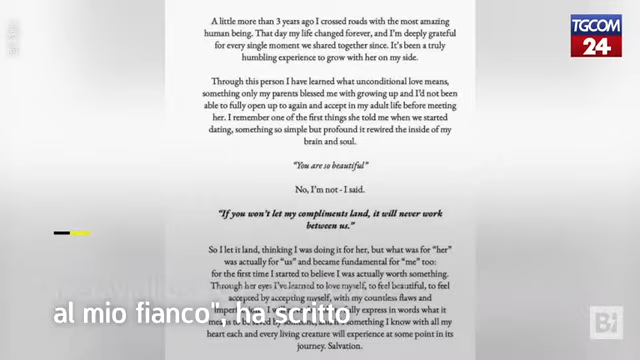 TGCOM
24
A little more than 3 years ago I crossed roads with the most amazing
human being. That day my life changed forever, and I'm deeply grateful
for every single moment we shared together since. It's been a truly
humbling experience to grow with her on my side.
Through this person I have learned what unconditional love means,
something only my parents blessed me with growing up and I'd not been
able to fully open up to again and accept in my adult life before meeting
her. I remember one of the first things she told me when we started
dating, something so simple but profound it rewired the inside of my
brain and soul.
“You are so beautiful”
No, I'm not - I said.
“If you won't let my compliments land, it will never work
between us.”
So I let it land, thinking I was doing it for her, but what was for “her”
was actually for “us” and became fundamental for “me” too:
for the first time I started to believe I was actually worth something.
Through her eyes I've learned to love myself, to feel beautiful, to feel
accepted by accepting myself, with my countless flaws and
fully express in words what it
al mio fianco", ha scritto
something I know with all my
heart each and every living creature will experience at some point in its
journey. Salvation.